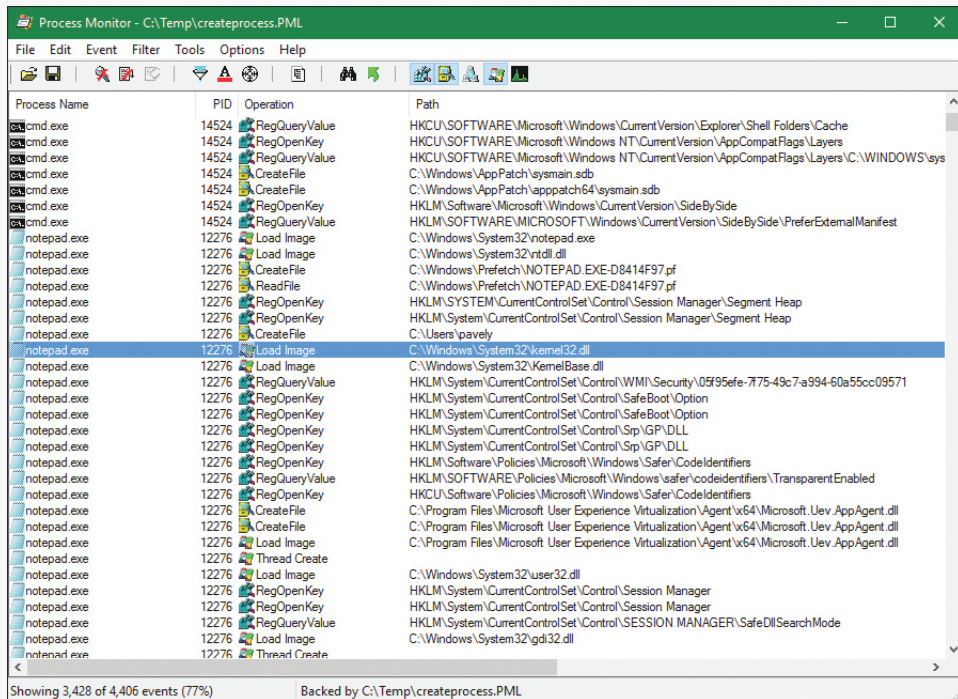 Process Monitor - C:\Temp\createprocess.PML
File Edit Event Filter Tools Options Help
Process Name PID Operation Path
cmd.exe 14524 RegQueryValue HKCU\SOFTWARE\Microsoft\Windows\CurrentVersion\Explorer\Shell Folders\Cache
cmd.exe 14524 RegOpenKey HKCU\SOFTWARE\Microsoft\Windows NT\CurrentVersion\AppCompatFlags\Layers
cmd.exe 14524 RegQueryValue HKCU\SOFTWARE\Microsoft\Windows NT\CurrentVersion\AppCompatFlags\Layers\C:\WINDOWS\sys
cmd.exe 14524 CreateFile C:\Windows\AppPatch\sysmain.sdb
cmd.exe 14524 CreateFile C:\Windows\AppPatch\apppatch64\sysmain.sdb
cmd.exe 14524 RegOpenKey HKLM\Software\Microsoft\Windows\CurrentVersion\SideBySide
cmd.exe 14524 RegQueryValue HKLM\SOFTWARE\MICROSOFT\Windows\CurrentVersion\SideBySide\PreferExternalManifest
notepad.exe 12276 Load Image C:\Windows\System32\notepad.exe
notepad.exe 12276 Load Image C:\Windows\System32\ntdll.dll
notepad.exe 12276 CreateFile C:\Windows\Prefetch\NOTEPAD.EXE-D8414F97.pf
notepad.exe 12276 ReadFile C:\Windows\Prefetch\NOTEPAD.EXE-D8414F97.pf
notepad.exe 12276 RegOpenKey HKLM\SYSTEM\CurrentControlSet\Control\Session Manager\Segment Heap
notepad.exe 12276 RegOpenKey HKLM\System\CurrentControlSet\Control\Session Manager\Segment Heap
notepad.exe 12276 CreateFile C:\Users\pavely
notepad.exe 12276 Load Image C:\Windows\System32\kernel32.dll
notepad.exe 12276 Load Image C:\Windows\System32\KernelBase.dll
notepad.exe 12276 RegQueryValue HKLM\System\CurrentControlSet\Control\WMI\Security\05f95efe-7f75-49c7-a994-60a55cc09571
notepad.exe 12276 RegOpenKey HKLM\System\CurrentControlSet\Control\SafeBoot\Option
notepad.exe 12276 RegOpenKey HKLM\System\CurrentControlSet\Control\SafeBoot\Option
notepad.exe 12276 RegOpenKey HKLM\System\CurrentControlSet\Control\Srp\GP\DLL
notepad.exe 12276 RegOpenKey HKLM\System\CurrentControlSet\Control\Srp\GP\DLL
notepad.exe 12276 RegOpenKey HKLM\Software\Policies\Microsoft\Windows\Safer\CodeIdentifiers
notepad.exe 12276 RegQueryValue HKLM\SOFTWARE\Policies\Microsoft\Windows\safer\codeidentifiers\TransparentEnabled
notepad.exe 12276 RegOpenKey HKCU\Software\Policies\Microsoft\Windows\Safer\CodeIdentifiers
notepad.exe 12276 CreateFile C:\Program Files\Microsoft User Experience Virtualization\Agent\x64\Microsoft.Uev.AppAgent.dll
notepad.exe 12276 CreateFile C:\Program Files\Microsoft User Experience Virtualization\Agent\x64\Microsoft.Uev.AppAgent.dll
notepad.exe 12276 Load Image C:\Program Files\Microsoft User Experience Virtualization\Agent\x64\Microsoft.Uev.AppAgent.dll
notepad.exe 12276 Thread Create
notepad.exe 12276 Load Image C:\Windows\System32\user32.dll
notepad.exe 12276 RegOpenKey HKLM\System\CurrentControlSet\Control\Session Manager
notepad.exe 12276 RegOpenKey HKLM\System\CurrentControlSet\Control\Session Manager
notepad.exe 12276 RegQueryValue HKLM\System\CurrentControlSet\Control\SESSION MANAGER\SafeDllSearchMode
notepad.exe 12276 Load Image C:\Windows\System32\gdi32.dll
notepad.exe 12276 Thread Create
Showing 3,428 of 4,406 events (77%) Backed by C:\Temp\createprocess.PML